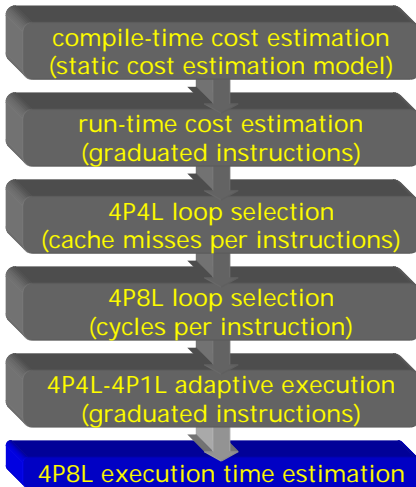 compile-time cost estimation
(static cost estimation model)
run-time cost estimation
(graduated instructions)
4P4L loop selection
(cache misses per instructions)
4P8L loop selection
(cycles per instruction)
4P4L-4P1L adaptive execution
(graduated instructions)
4P8L execution time estimation